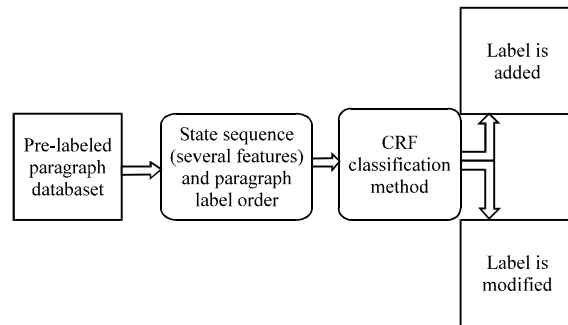 Pre-labeled
paragraph
databaset
State sequence
(several features)
and paragraph
label order
CRF
classification
method
Label is
added
Label is
modified